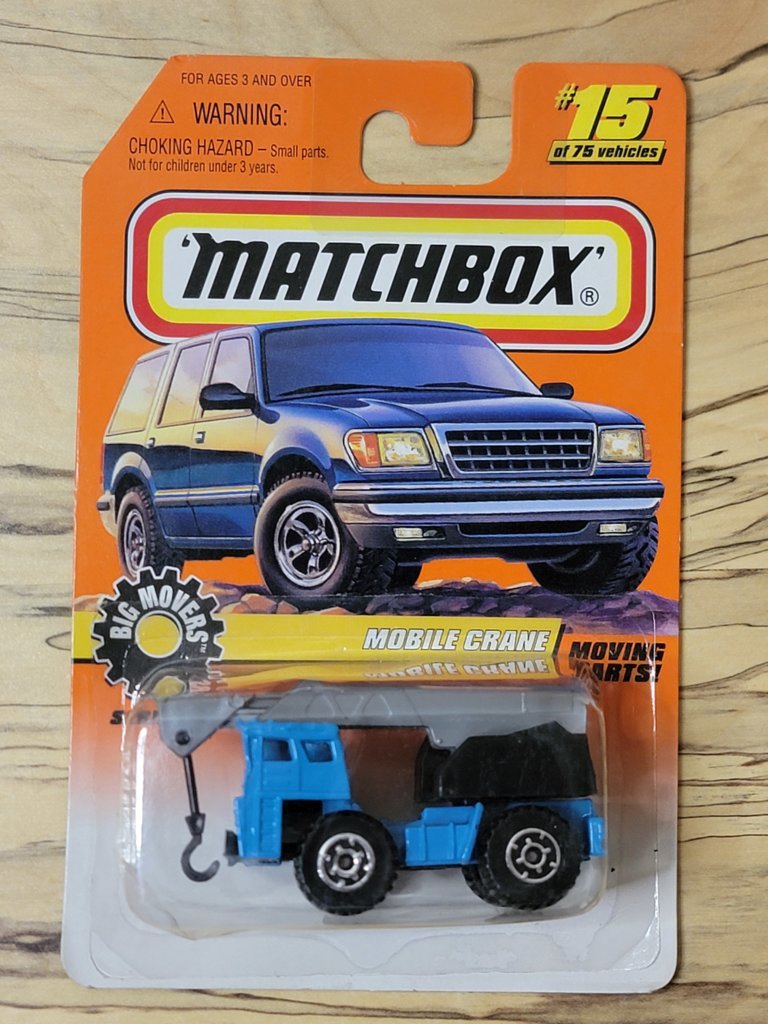 FOR AGES 3 AND OVER
⚠ WARNING:
CHOKING HAZARD – Small parts.
Not for children under 3 years.
#15
of 75 vehicles
'MATCHBOX'®
BIG MOVERS™
MOBILE CRANE
MOVING
PARTS!